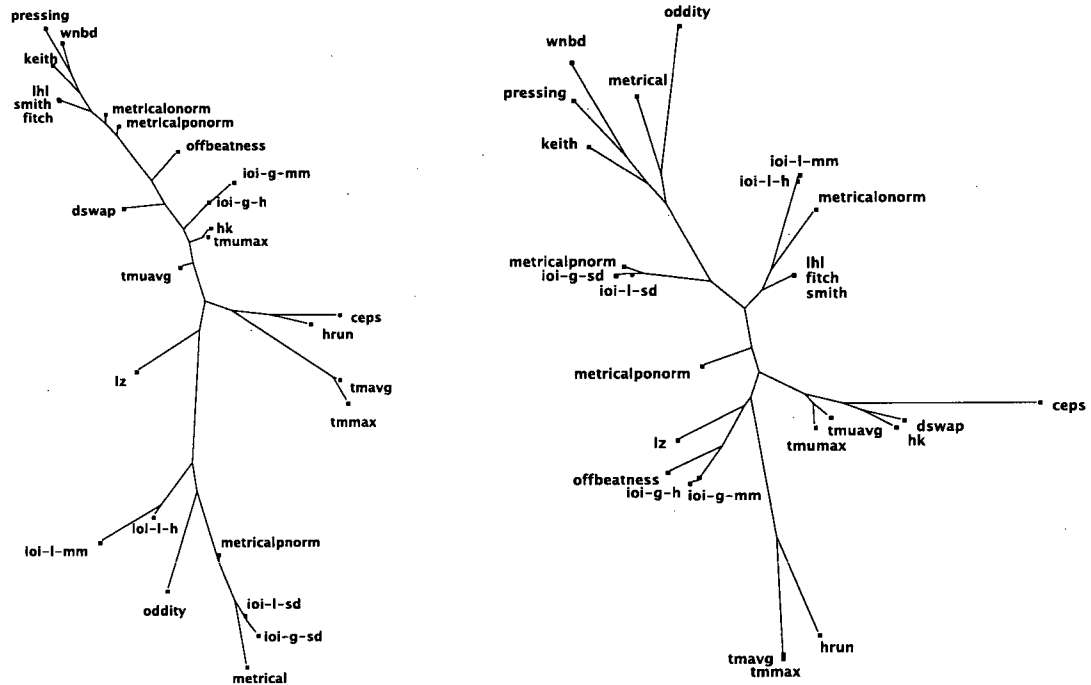 pressing
wnbd
keith
lhl
smith
fitch
metricalonorm
metricalponorm
offbeatness
ioi-g-mm
ioi-g-h
dswap
hk
tmumax
tmuavg
ceps
hrun
lz
tmavg
tmmax
ioi-l-h
ioi-l-mm
metricalpnorm
oddity
ioi-l-sd
ioi-g-sd
metrical
oddity
wnbd
metrical
pressing
keith
ioi-l-mm
ioi-l-h
metricalonorm
metricalpnorm
ioi-g-sd
ioi-l-sd
lhl
fitch
smith
metricalponorm
ceps
dswap
tmuavg
hk
tmumax
lz
offbeatness
ioi-g-h
ioi-g-mm
hrun
tmavg
tmmax